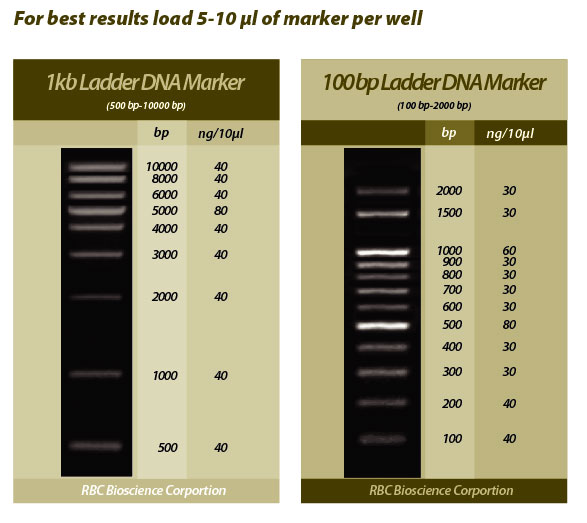 For best results load 5-10 µl of marker per well
1kb Ladder DNA Marker
(500 bp-10000 bp)
bp ng/10µl
10000 40
8000 40
6000 40
5000 80
4000 40
3000 40
2000 40
1000 40
500 40
RBC Bioscience Corportion
100 bp Ladder DNA Marker
(100 bp-2000 bp)
bp ng/10µl
2000 30
1500 30
1000 60
900 30
800 30
700 30
600 30
500 80
400 30
300 30
200 40
100 40
RBC Bioscience Corportion